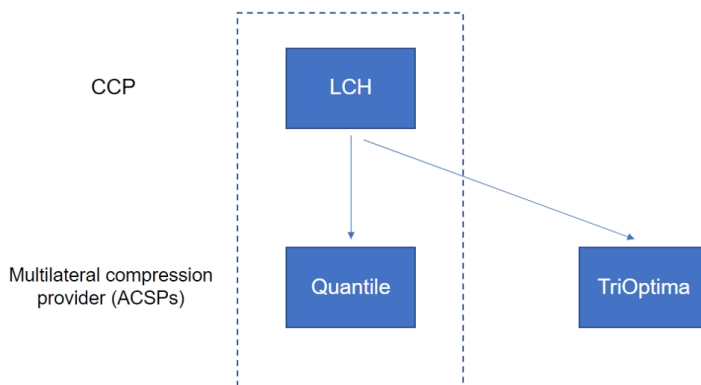 CCP
LCH
Multilateral compression
provider (ACSPs)
Quantile
TriOptima